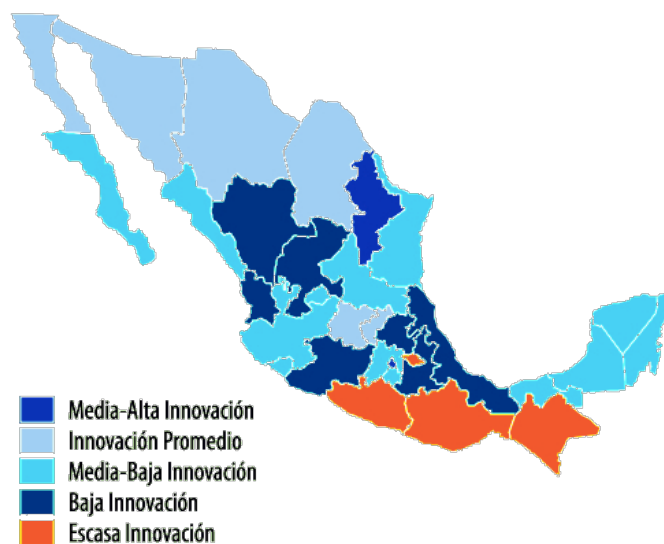 Media-Alta Innovación
Innovación Promedio
Media-Baja Innovación
Baja Innovación
Escasa Innovación